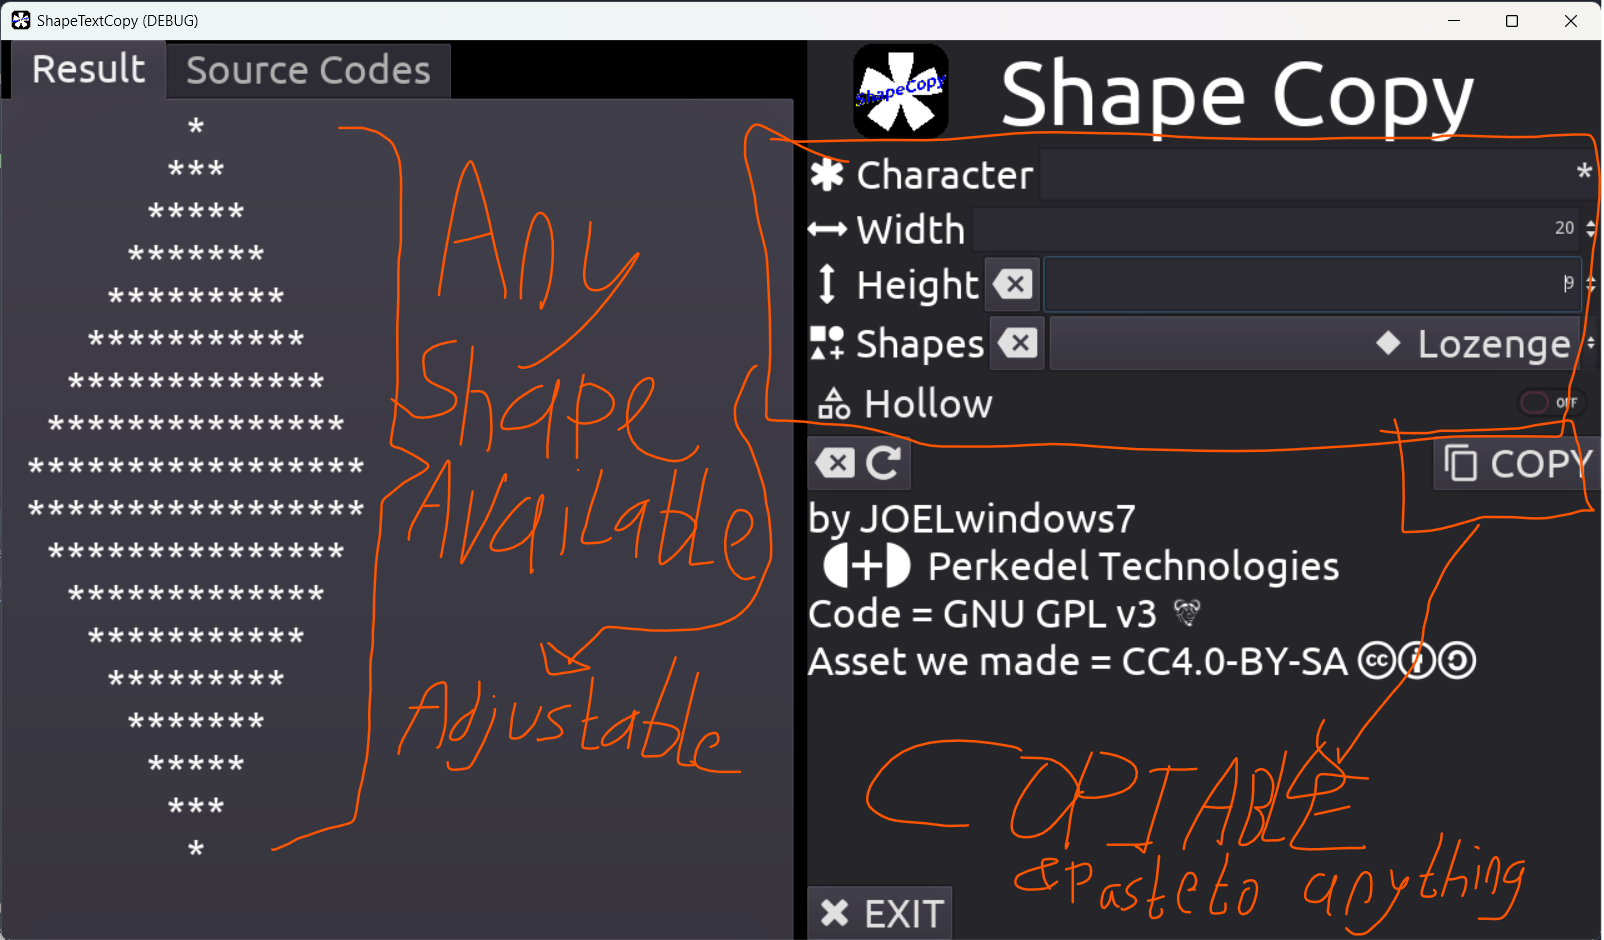 ShapeTextCopy (DEBUG)
Result
Source Codes
*
***
*****
*******
*********
***********
*************
***************
*****************
*****************
***************
*************
***********
*********
*******
*****
***
*
Any
Shape
Available
Adjustable
ShapeCopy
Shape Copy
Character *
Width 20
Height 9
Shapes Lozenge
Hollow OFF
COPY
by JOELwindows7
Perkedel Technologies
Code = GNU GPL v3
Asset we made = CC4.0-BY-SA
COPIABLE
& Paste to anything
EXIT